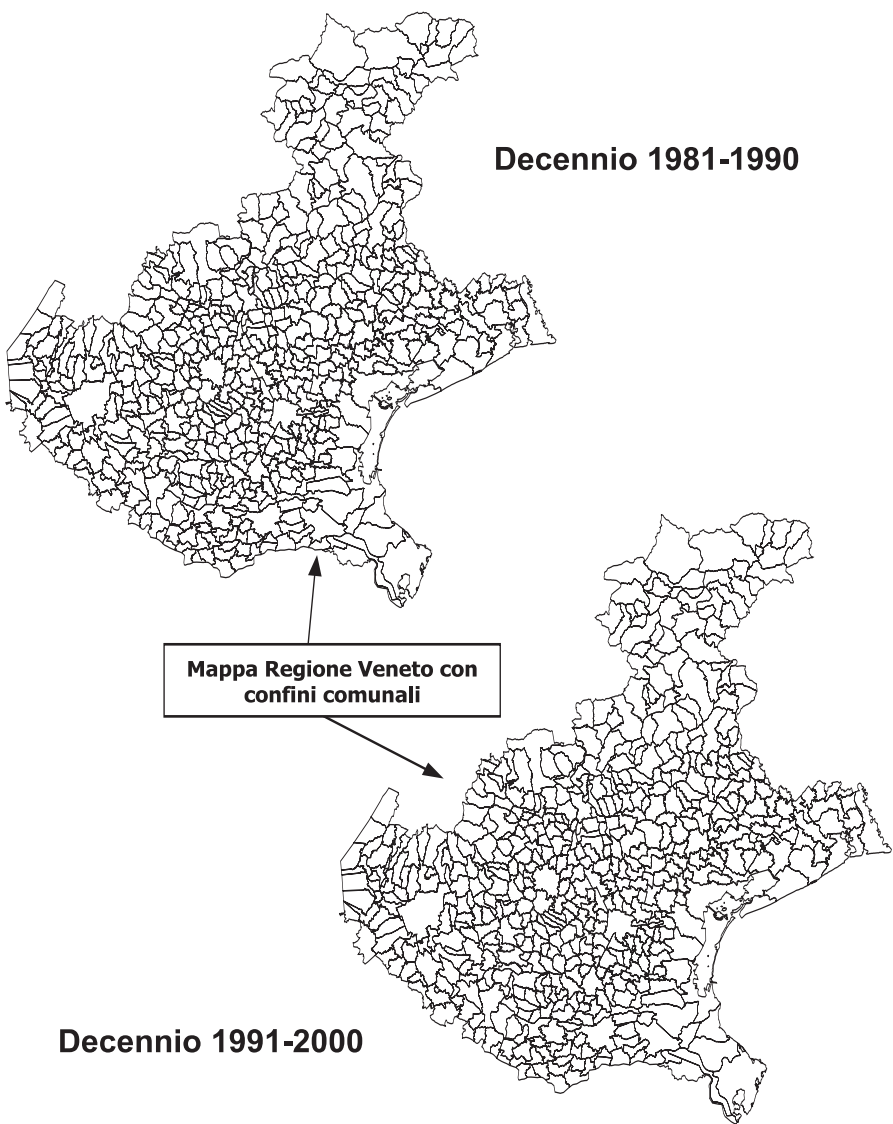 Decennio 1981-1990
Mappa Regione Veneto con
confini comunali
Decennio 1991-2000